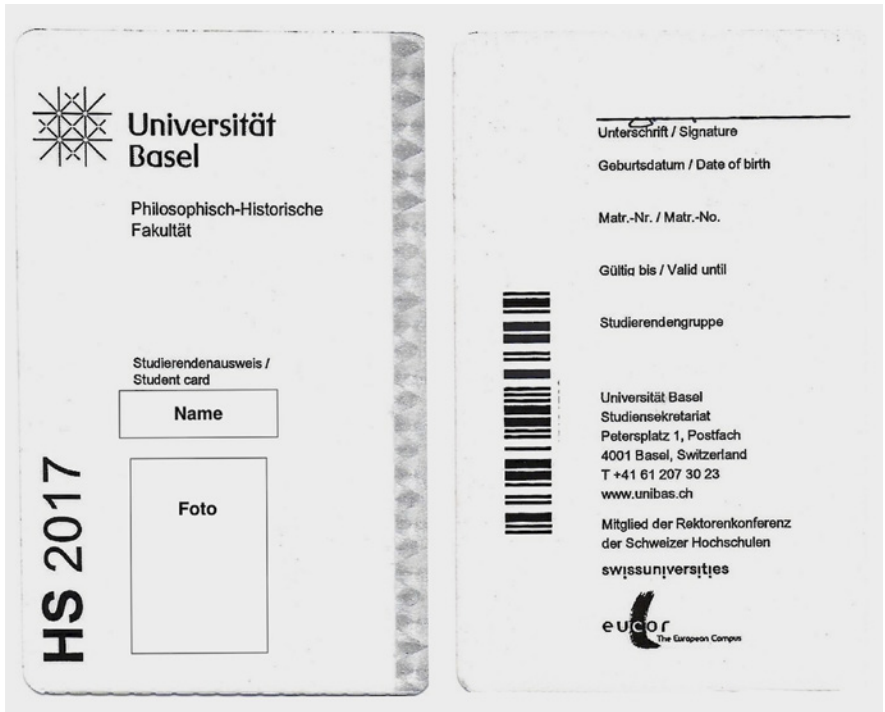 Universität
Basel
Philosophisch-Historische
Fakultät
Studierendenausweis /
Student card
Name
Foto
HS 2017
Unterschrift / Signature
Geburtsdatum / Date of birth
Matr.-Nr. / Matr.-No.
Gültig bis / Valid until
Studierendengruppe
Universität Basel
Studiensekretariat
Petersplatz 1, Postfach
4001 Basel, Switzerland
T +41 61 207 30 23
www.unibas.ch
Mitglied der Rektorenkonferenz
der Schweizer Hochschulen
swissuniversities
eucor
The European Campus